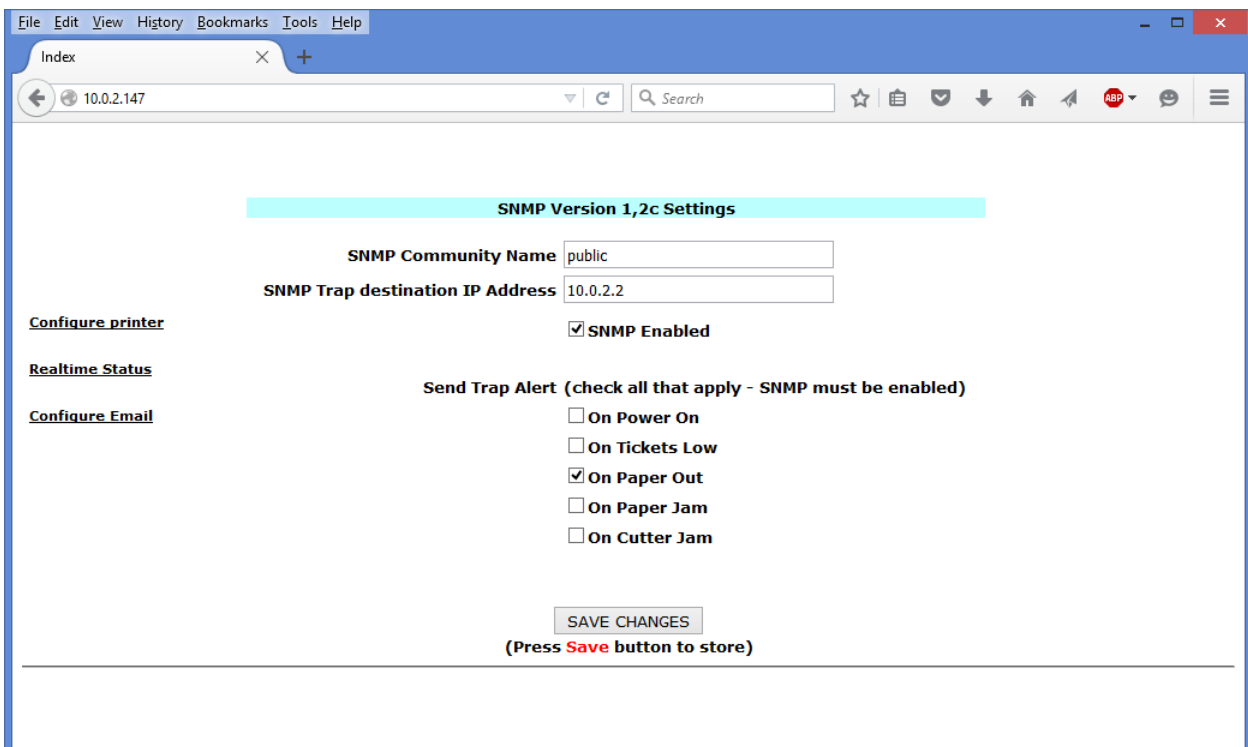 File Edit View History Bookmarks Tools Help
Index
10.0.2.147
Search
ABP
SNMP Version 1,2c Settings
SNMP Community Name public
SNMP Trap destination IP Address 10.0.2.2
Configure printer
SNMP Enabled
Realtime Status
Send Trap Alert (check all that apply - SNMP must be enabled)
Configure Email
On Power On
On Tickets Low
On Paper Out
On Paper Jam
On Cutter Jam
SAVE CHANGES
(Press Save button to store)